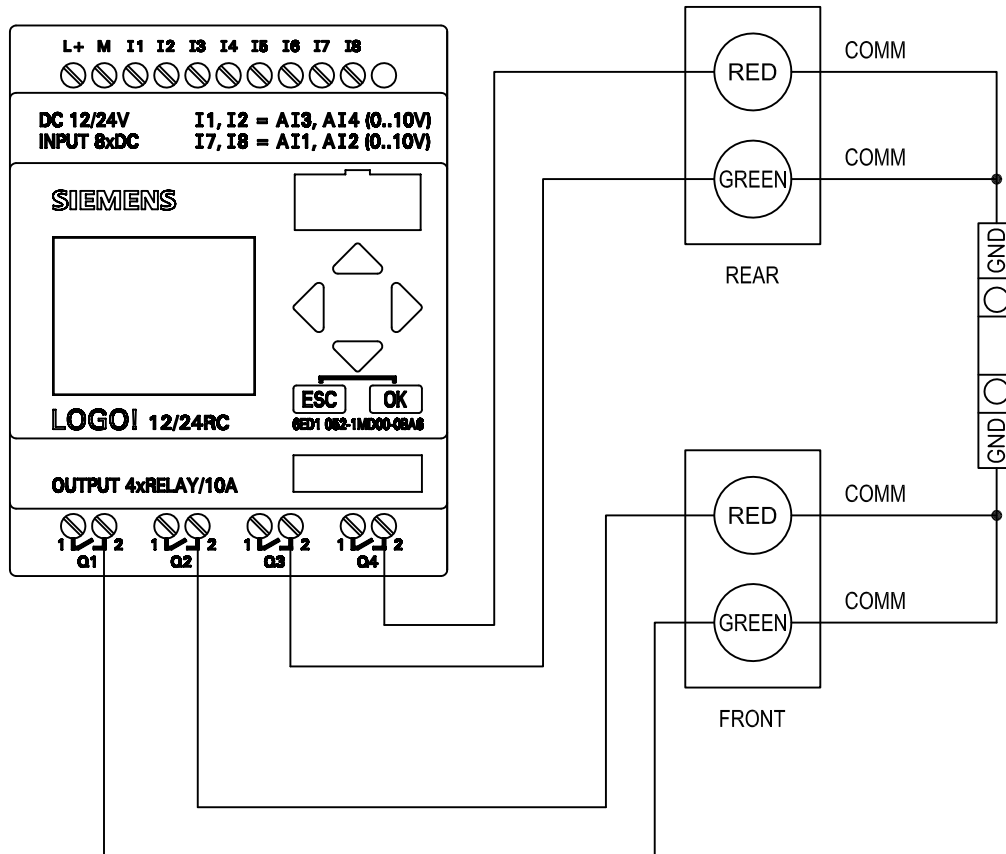 L+ M I1 I2 I3 I4 I5 I6 I7 I8
DC 12/24V I1, I2 = AI3, AI4 (0..10V)
INPUT 8xDC I7, I8 = AI1, AI2 (0..10V)
SIEMENS
ESC OK
LOGO! 12/24RC
6ED1 052-1MD00-0BA6
OUTPUT 4xRELAY/10A
1 2 1 2 1 2 1 2
Q1 Q2 Q3 Q4
RED COMM
GREEN COMM
REAR
GND
GND
RED COMM
GREEN COMM
FRONT